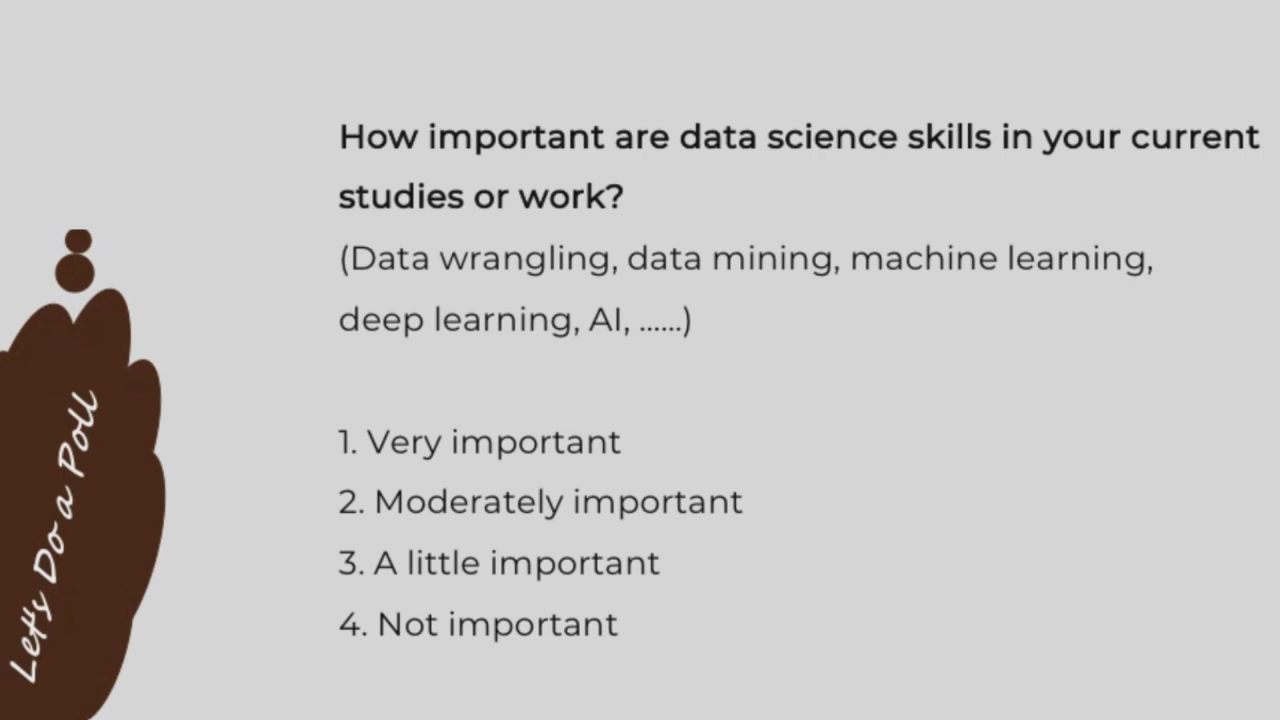 How important are data science skills in your current
studies or work?
(Data wrangling, data mining, machine learning,
deep learning, AI, ......)
1. Very important
2. Moderately important
3. A little important
4. Not important
Let's Do a Poll